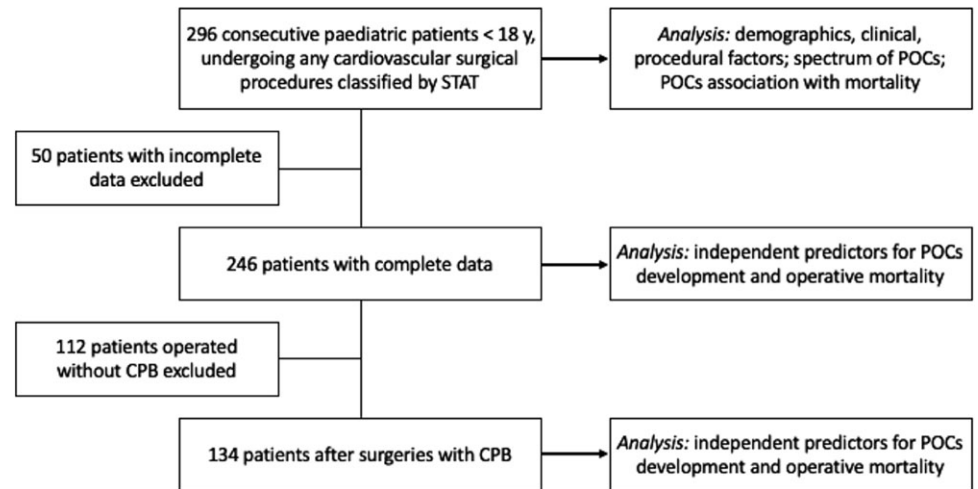 296 consecutive paediatric patients < 18 y,
undergoing any cardiovascular surgical
procedures classified by STAT
Analysis: demographics, clinical,
procedural factors; spectrum of POCs;
POCs association with mortality
50 patients with incomplete
data excluded
246 patients with complete data
Analysis: independent predictors for POCs
development and operative mortality
112 patients operated
without CPB excluded
134 patients after surgeries with CPB
Analysis: independent predictors for POCs
development and operative mortality